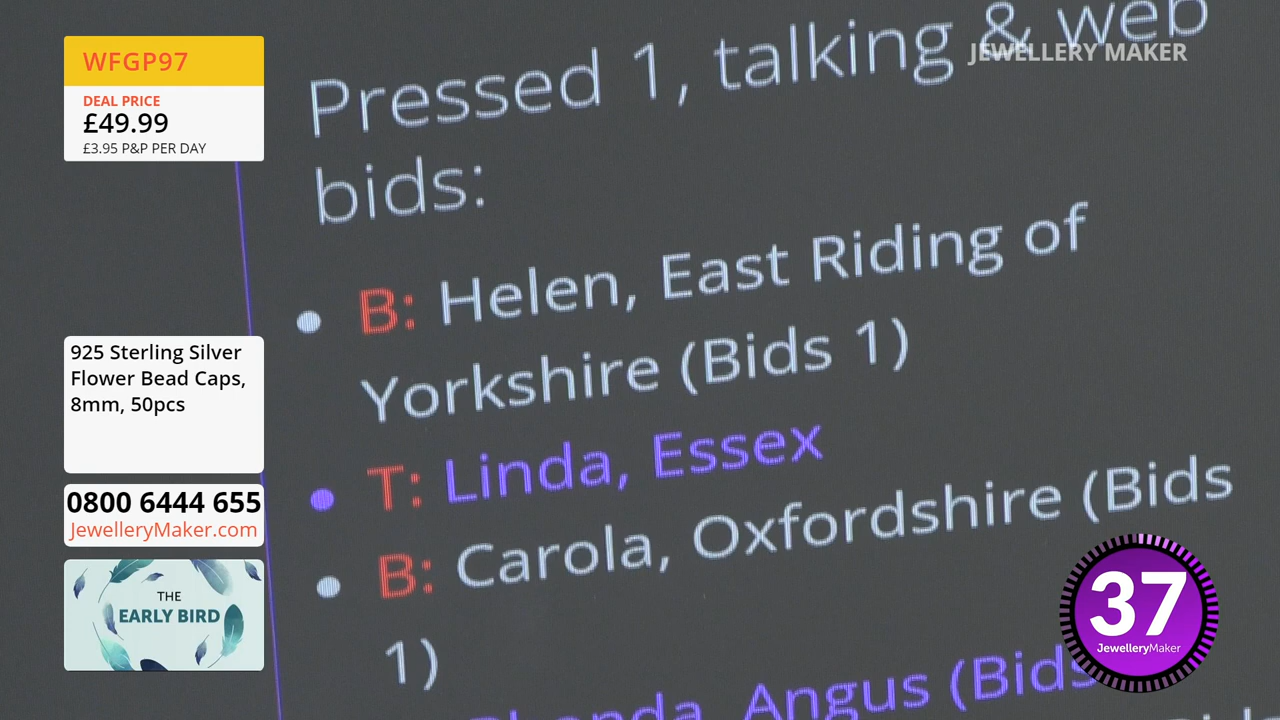 WFGP97
DEAL PRICE
£49.99
£3.95 P&P PER DAY
JEWELLERY MAKER
Pressed 1, talking & web
bids:
• B: Helen, East Riding of
Yorkshire (Bids 1)
• T: Linda, Essex
• B: Carola, Oxfordshire (Bids
1)
Angus (Bids
925 Sterling Silver
Flower Bead Caps,
8mm, 50pcs
0800 6444 655
JewelleryMaker.com
THE
EARLY BIRD
37
JewelleryMaker